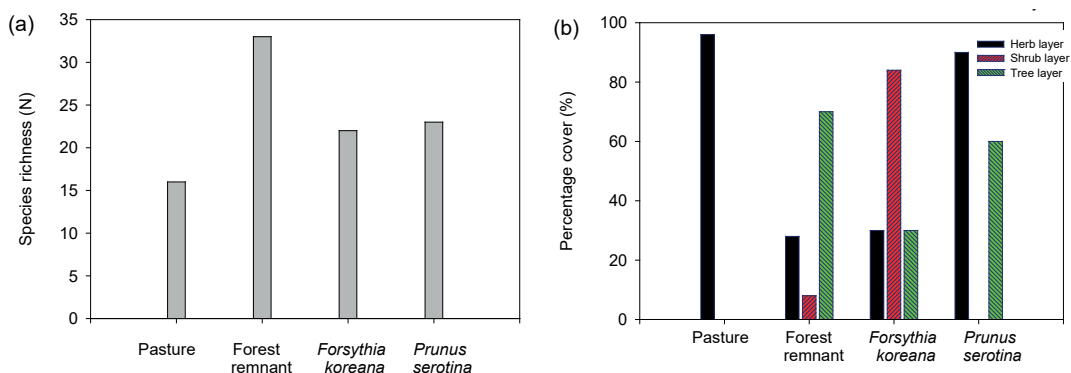 (a)
Species richness (N)
35
30
25
20
15
10
5
0
Pasture
Forest
remnant
Forsythia
koreana
Prunus
serotina
(b)
Percentage cover (%)
100
80
60
40
20
0
Herb layer
Shrub layer
Tree layer
Pasture
Forest
remnant
Forsythia
koreana
Prunus
serotina